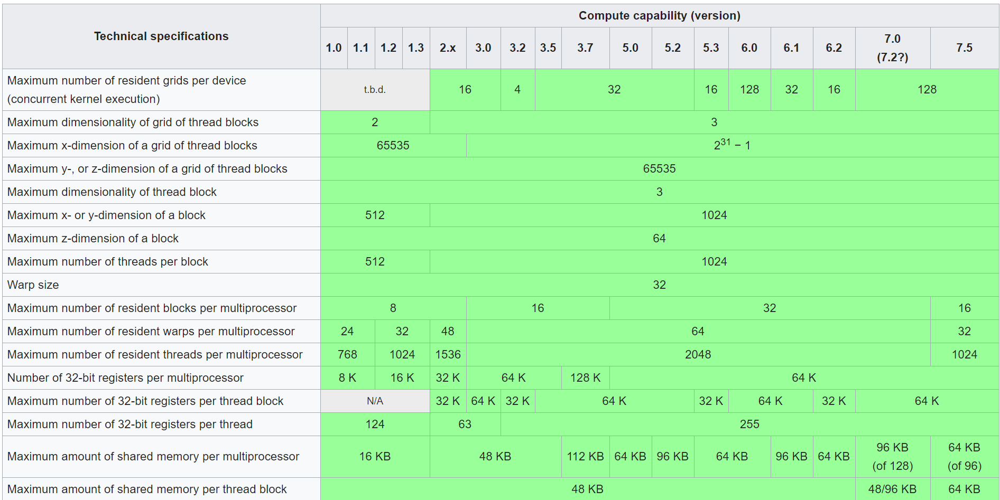 Technical specifications
Compute capability (version)
1.0 1.1 1.2 1.3 2.x 3.0 3.2 3.5 3.7 5.0 5.2 5.3 6.0 6.1 6.2 7.0 (7.2?) 7.5
Maximum number of resident grids per device
(concurrent kernel execution)
t.b.d. 16 4 32 16 128 32 16 128
Maximum dimensionality of grid of thread blocks 2 3
Maximum x-dimension of a grid of thread blocks 65535 2³¹ − 1
Maximum y-, or z-dimension of a grid of thread blocks 65535
Maximum dimensionality of thread block 3
Maximum x- or y-dimension of a block 512 1024
Maximum z-dimension of a block 64
Maximum number of threads per block 512 1024
Warp size 32
Maximum number of resident blocks per multiprocessor 8 16 32 16
Maximum number of resident warps per multiprocessor 24 32 48 64 32
Maximum number of resident threads per multiprocessor 768 1024 1536 2048 1024
Number of 32-bit registers per multiprocessor 8 K 16 K 32 K 64 K 128 K 64 K
Maximum number of 32-bit registers per thread block N/A 32 K 64 K 32 K 64 K 32 K 64 K 32 K 64 K
Maximum number of 32-bit registers per thread 124 63 255
Maximum amount of shared memory per multiprocessor 16 KB 48 KB 112 KB 64 KB 96 KB 64 KB 96 KB 64 KB 96 KB (of 128) 64 KB (of 96)
Maximum amount of shared memory per thread block 48 KB 48/96 KB 64 KB